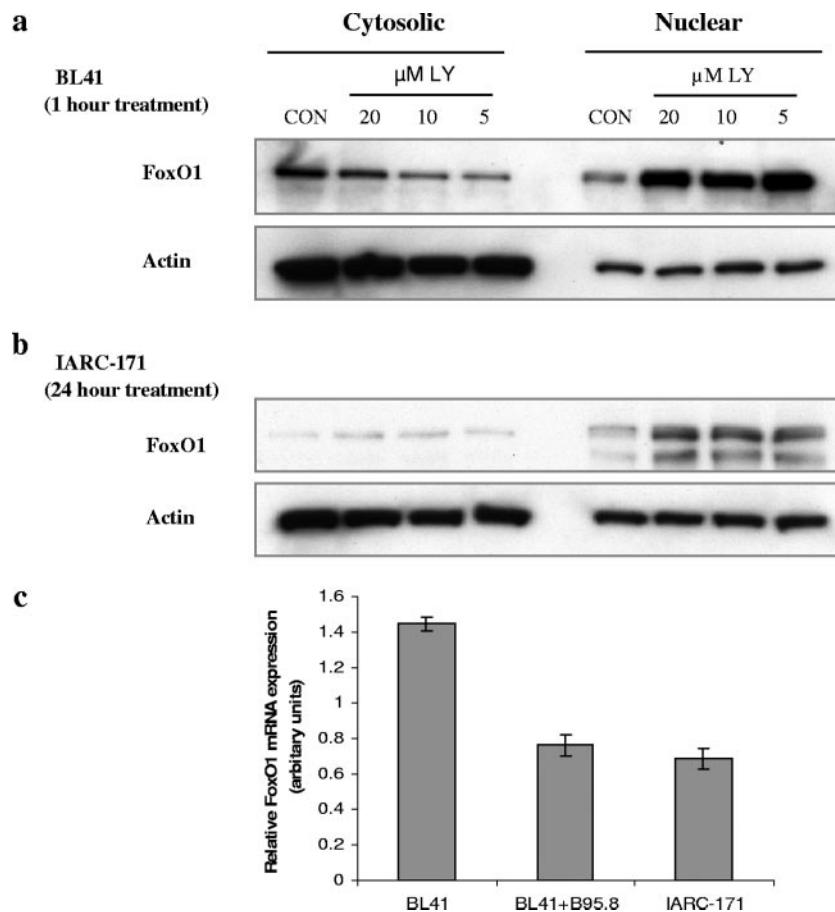 a
Cytosolic Nuclear
BL41
(1 hour treatment)
µM LY µM LY
CON 20 10 5 CON 20 10 5
FoxO1
Actin
b
IARC-171
(24 hour treatment)
FoxO1
Actin
c
Relative FoxO1 mRNA expression
(arbitary units)
1.6
1.4
1.2
1
0.8
0.6
0.4
0.2
0
BL41 BL41+B95.8 IARC-171